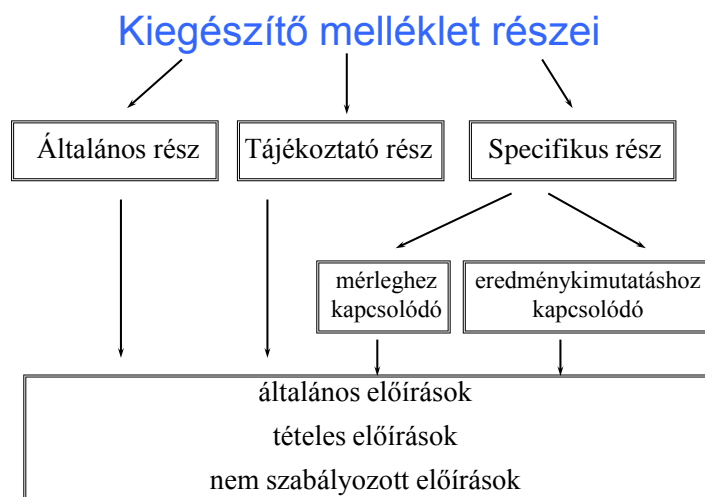 Kiegészítő melléklet részei
Általános rész
Tájékoztató rész
Specifikus rész
mérleghez
kapcsolódó
eredménykimutatáshoz
kapcsolódó
általános előírások
tételes előírások
nem szabályozott előírások